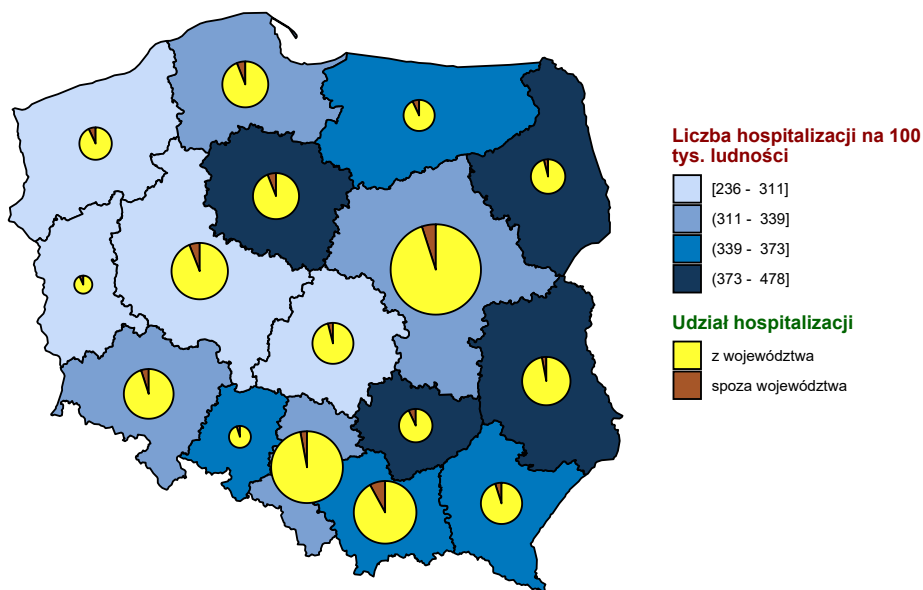 Liczba hospitalizacji na 100
tys. ludności
[236 - 311]
(311 - 339]
(339 - 373]
(373 - 478]
Udział hospitalizacji
z województwa
spoza województwa